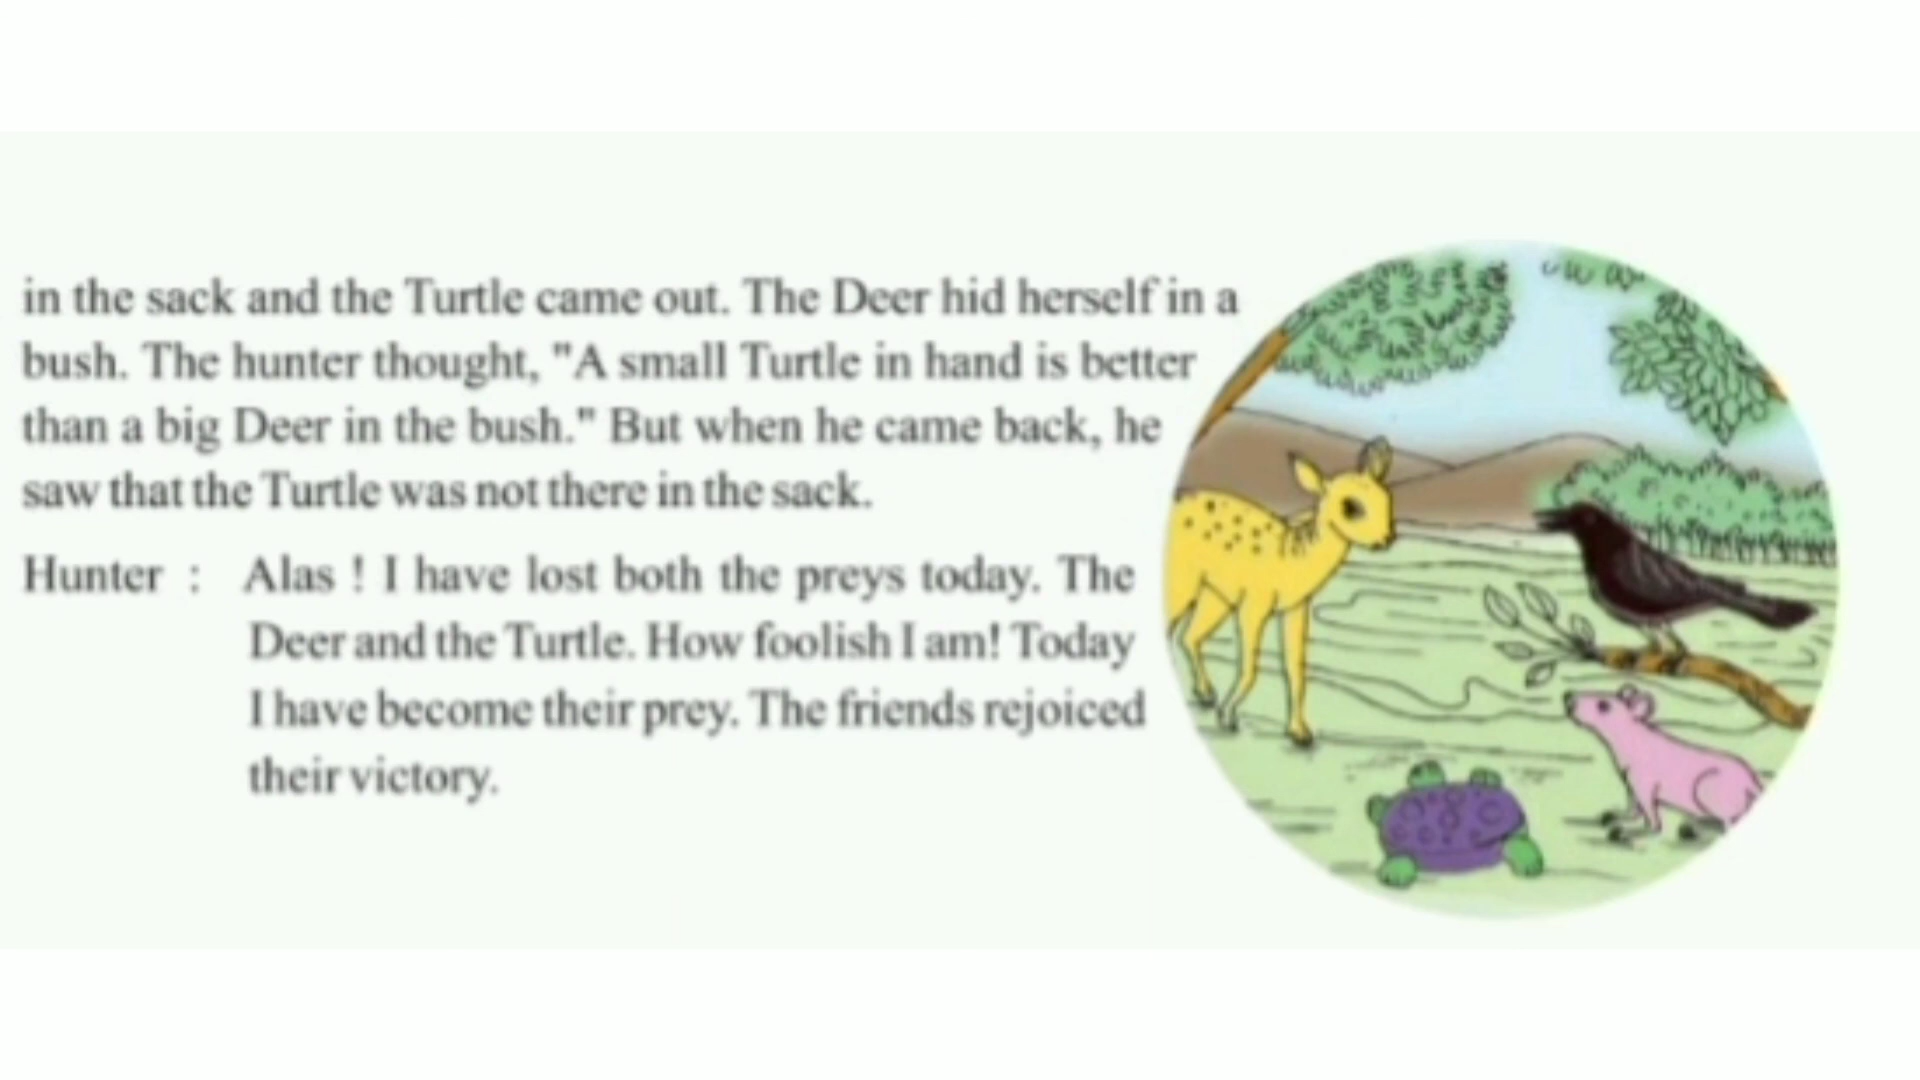 in the sack and the Turtle came out. The Deer hid herself in a
bush. The hunter thought, "A small Turtle in hand is better
than a big Deer in the bush." But when he came back, he
saw that the Turtle was not there in the sack.
Hunter : Alas ! I have lost both the preys today. The
Deer and the Turtle. How foolish I am! Today
I have become their prey. The friends rejoiced
their victory.